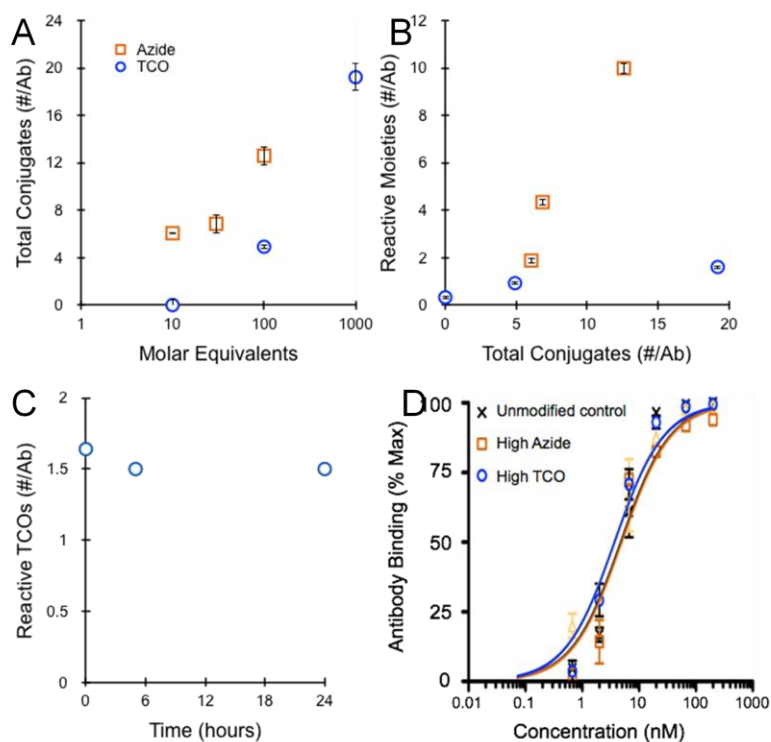 A
24
20
16
12
8
4
0
Total Conjugates (#/Ab)
Azide
TCO
1
10
100
1000
Molar Equivalents
B
12
10
8
6
4
2
0
Reactive Moieties (#/Ab)
0
5
10
15
20
Total Conjugates (#/Ab)
C
2
1.5
1
0.5
0
Reactive TCOs (#/Ab)
0
6
12
18
24
Time (hours)
D
100
75
50
25
0
Antibody Binding (% Max)
Unmodified control
High Azide
High TCO
0.01
0.1
1
10
100
1000
Concentration (nM)